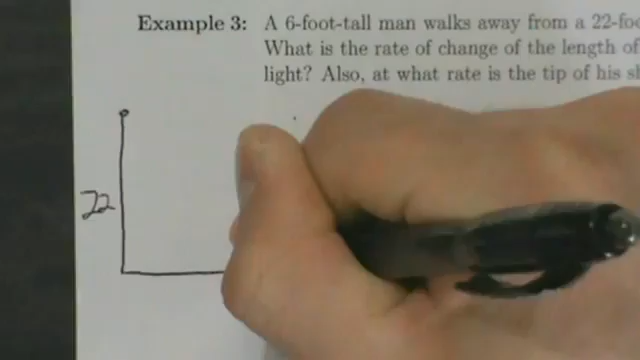 Example 3: A 6-foot-tall man walks away from a 22-foo
What is the rate of change of the length of
light? Also, at what rate is the tip of his sh
22